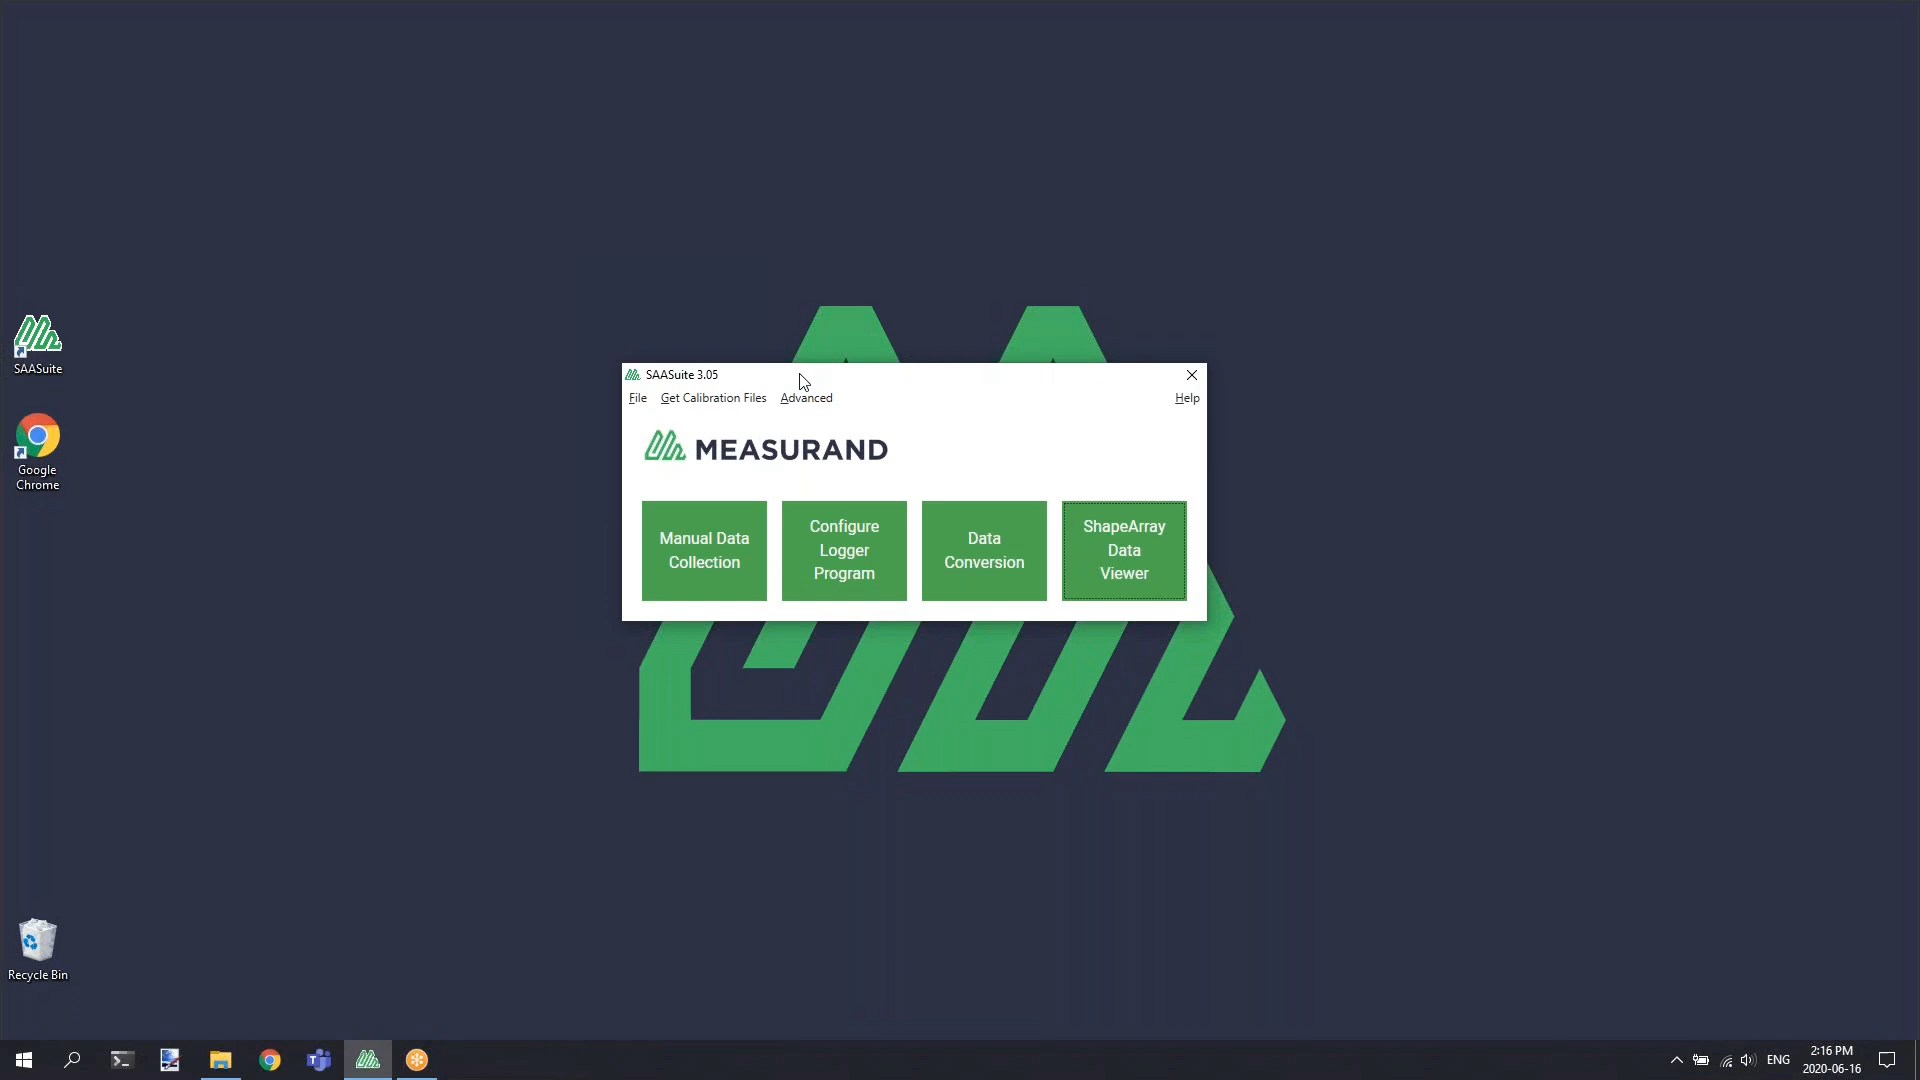 SAASuite
Google
Chrome
Recycle Bin
SAASuite 3.05
File Get Calibration Files Advanced Help
MEASURAND
Manual Data
Collection
Configure
Logger
Program
Data
Conversion
ShapeArray
Data
Viewer
ENG
2:16 PM
2020-06-16